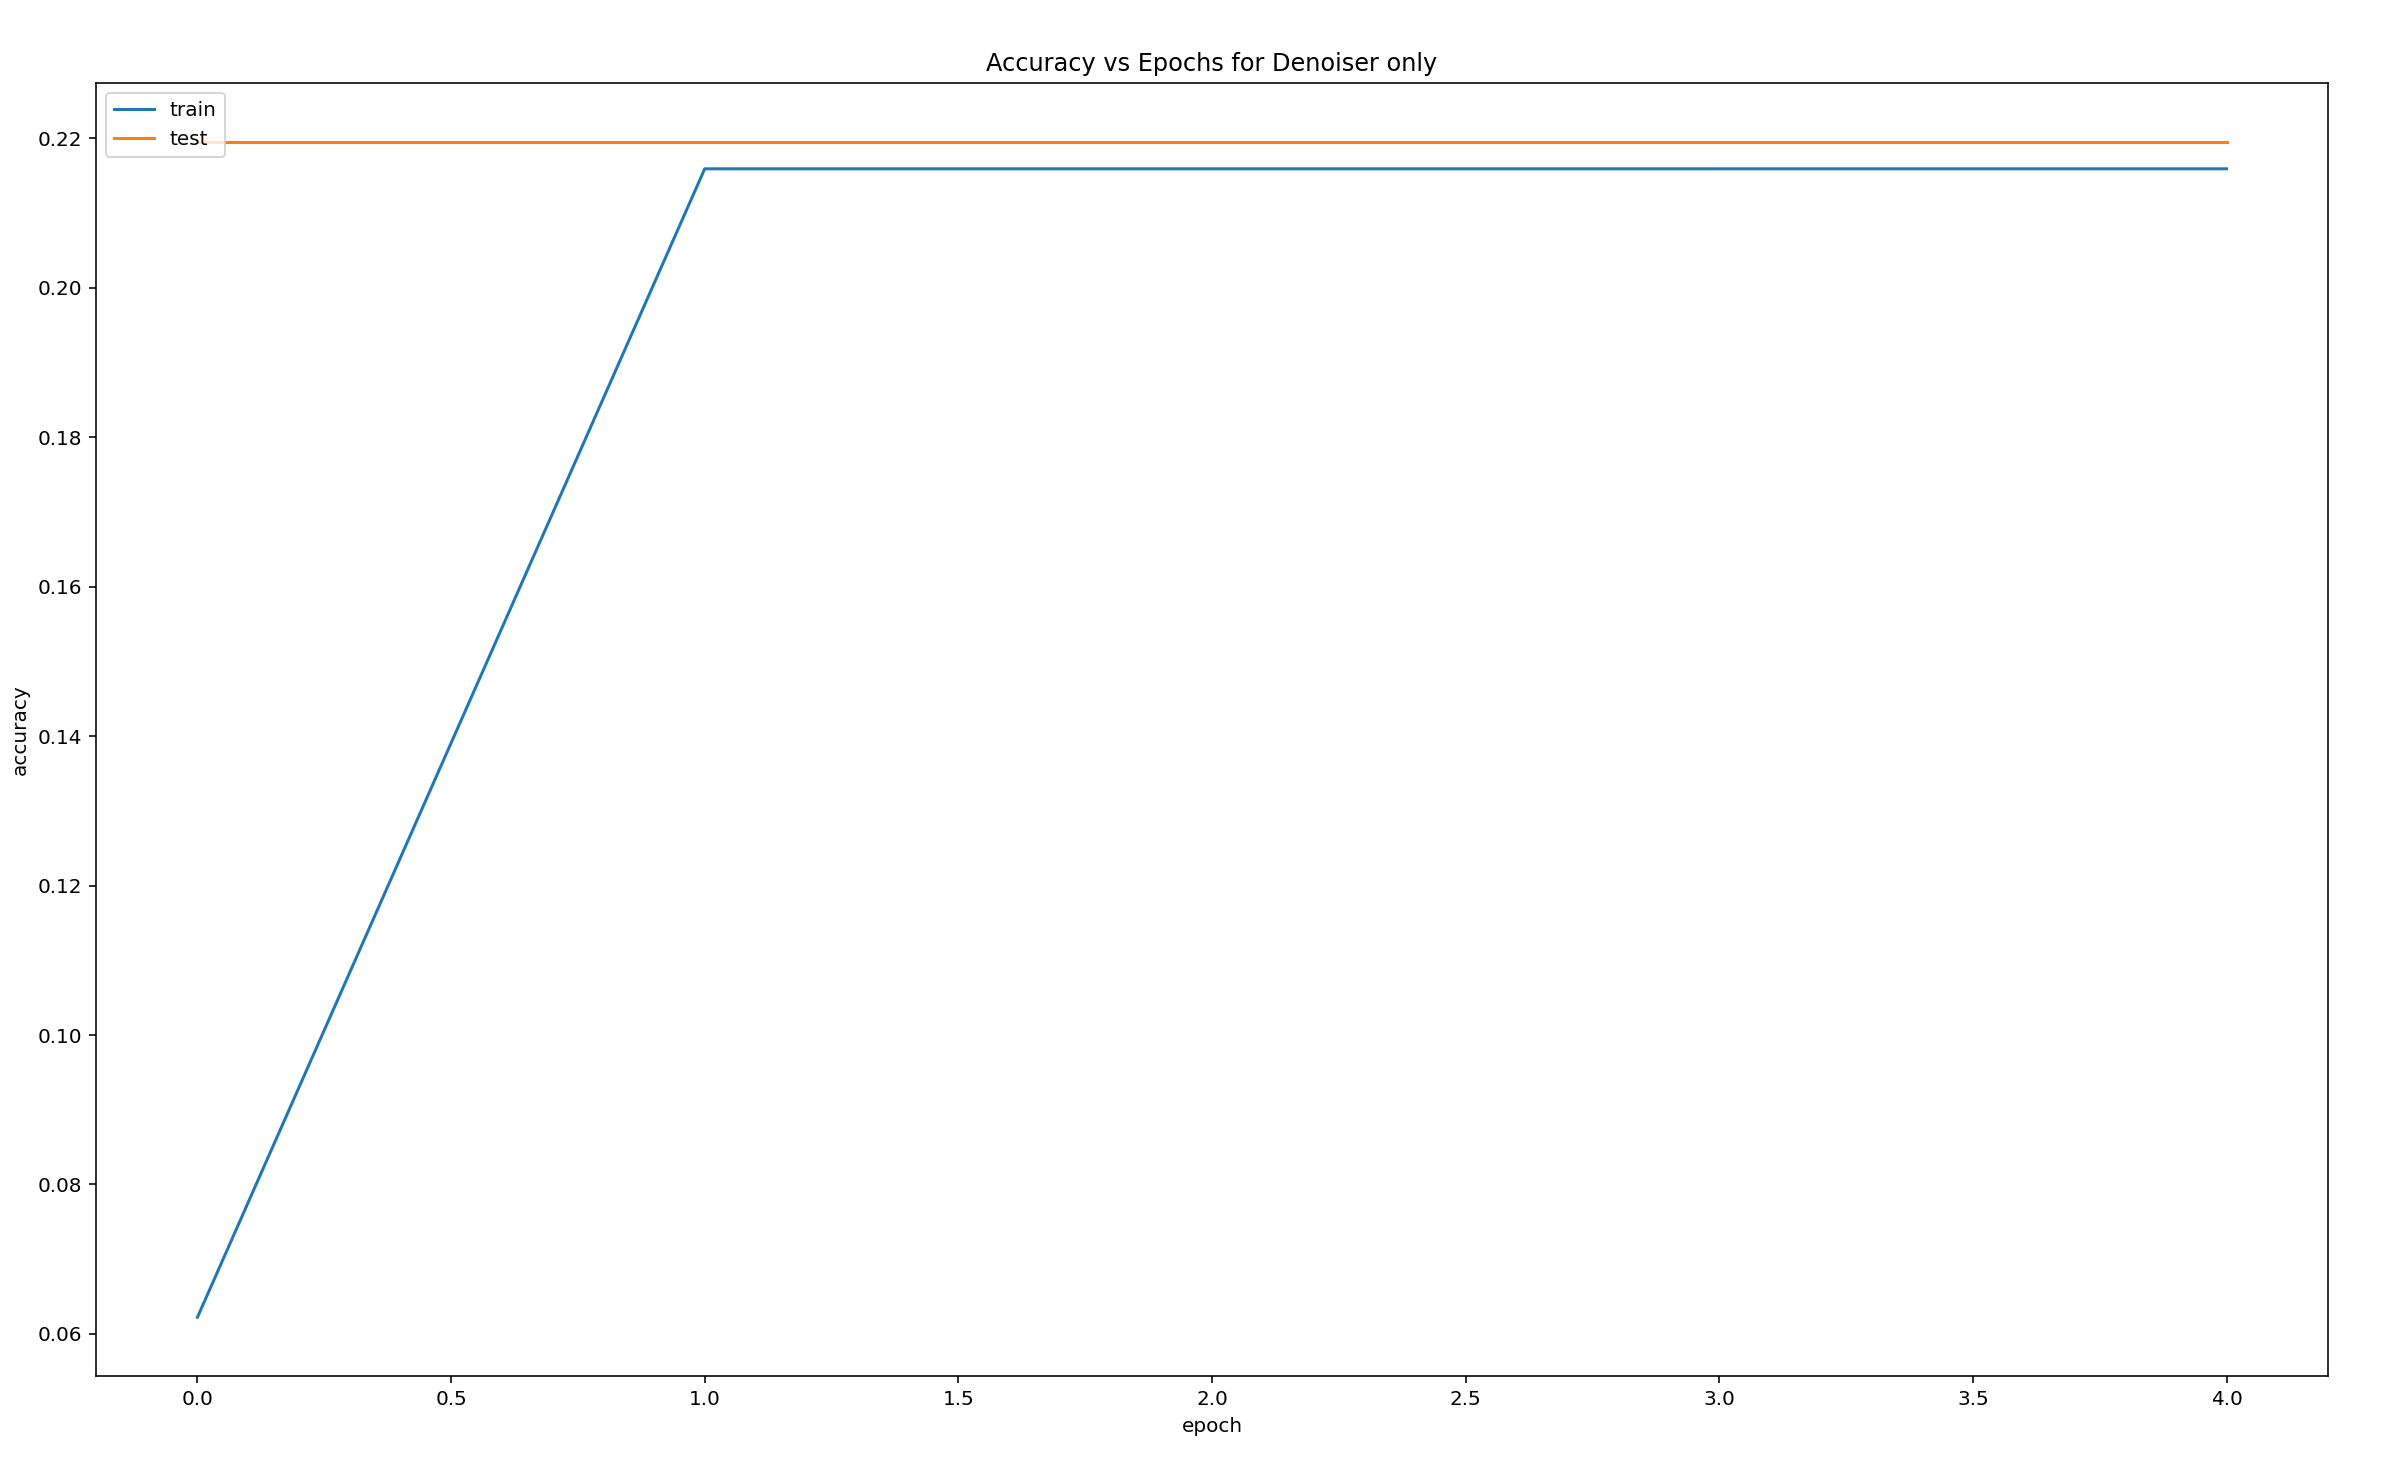 Accuracy vs Epochs for Denoiser only
train
test
0.22
0.20
0.18
0.16
0.14
0.12
0.10
0.08
0.06
accuracy
0.0 0.5 1.0 1.5 2.0 2.5 3.0 3.5 4.0
epoch